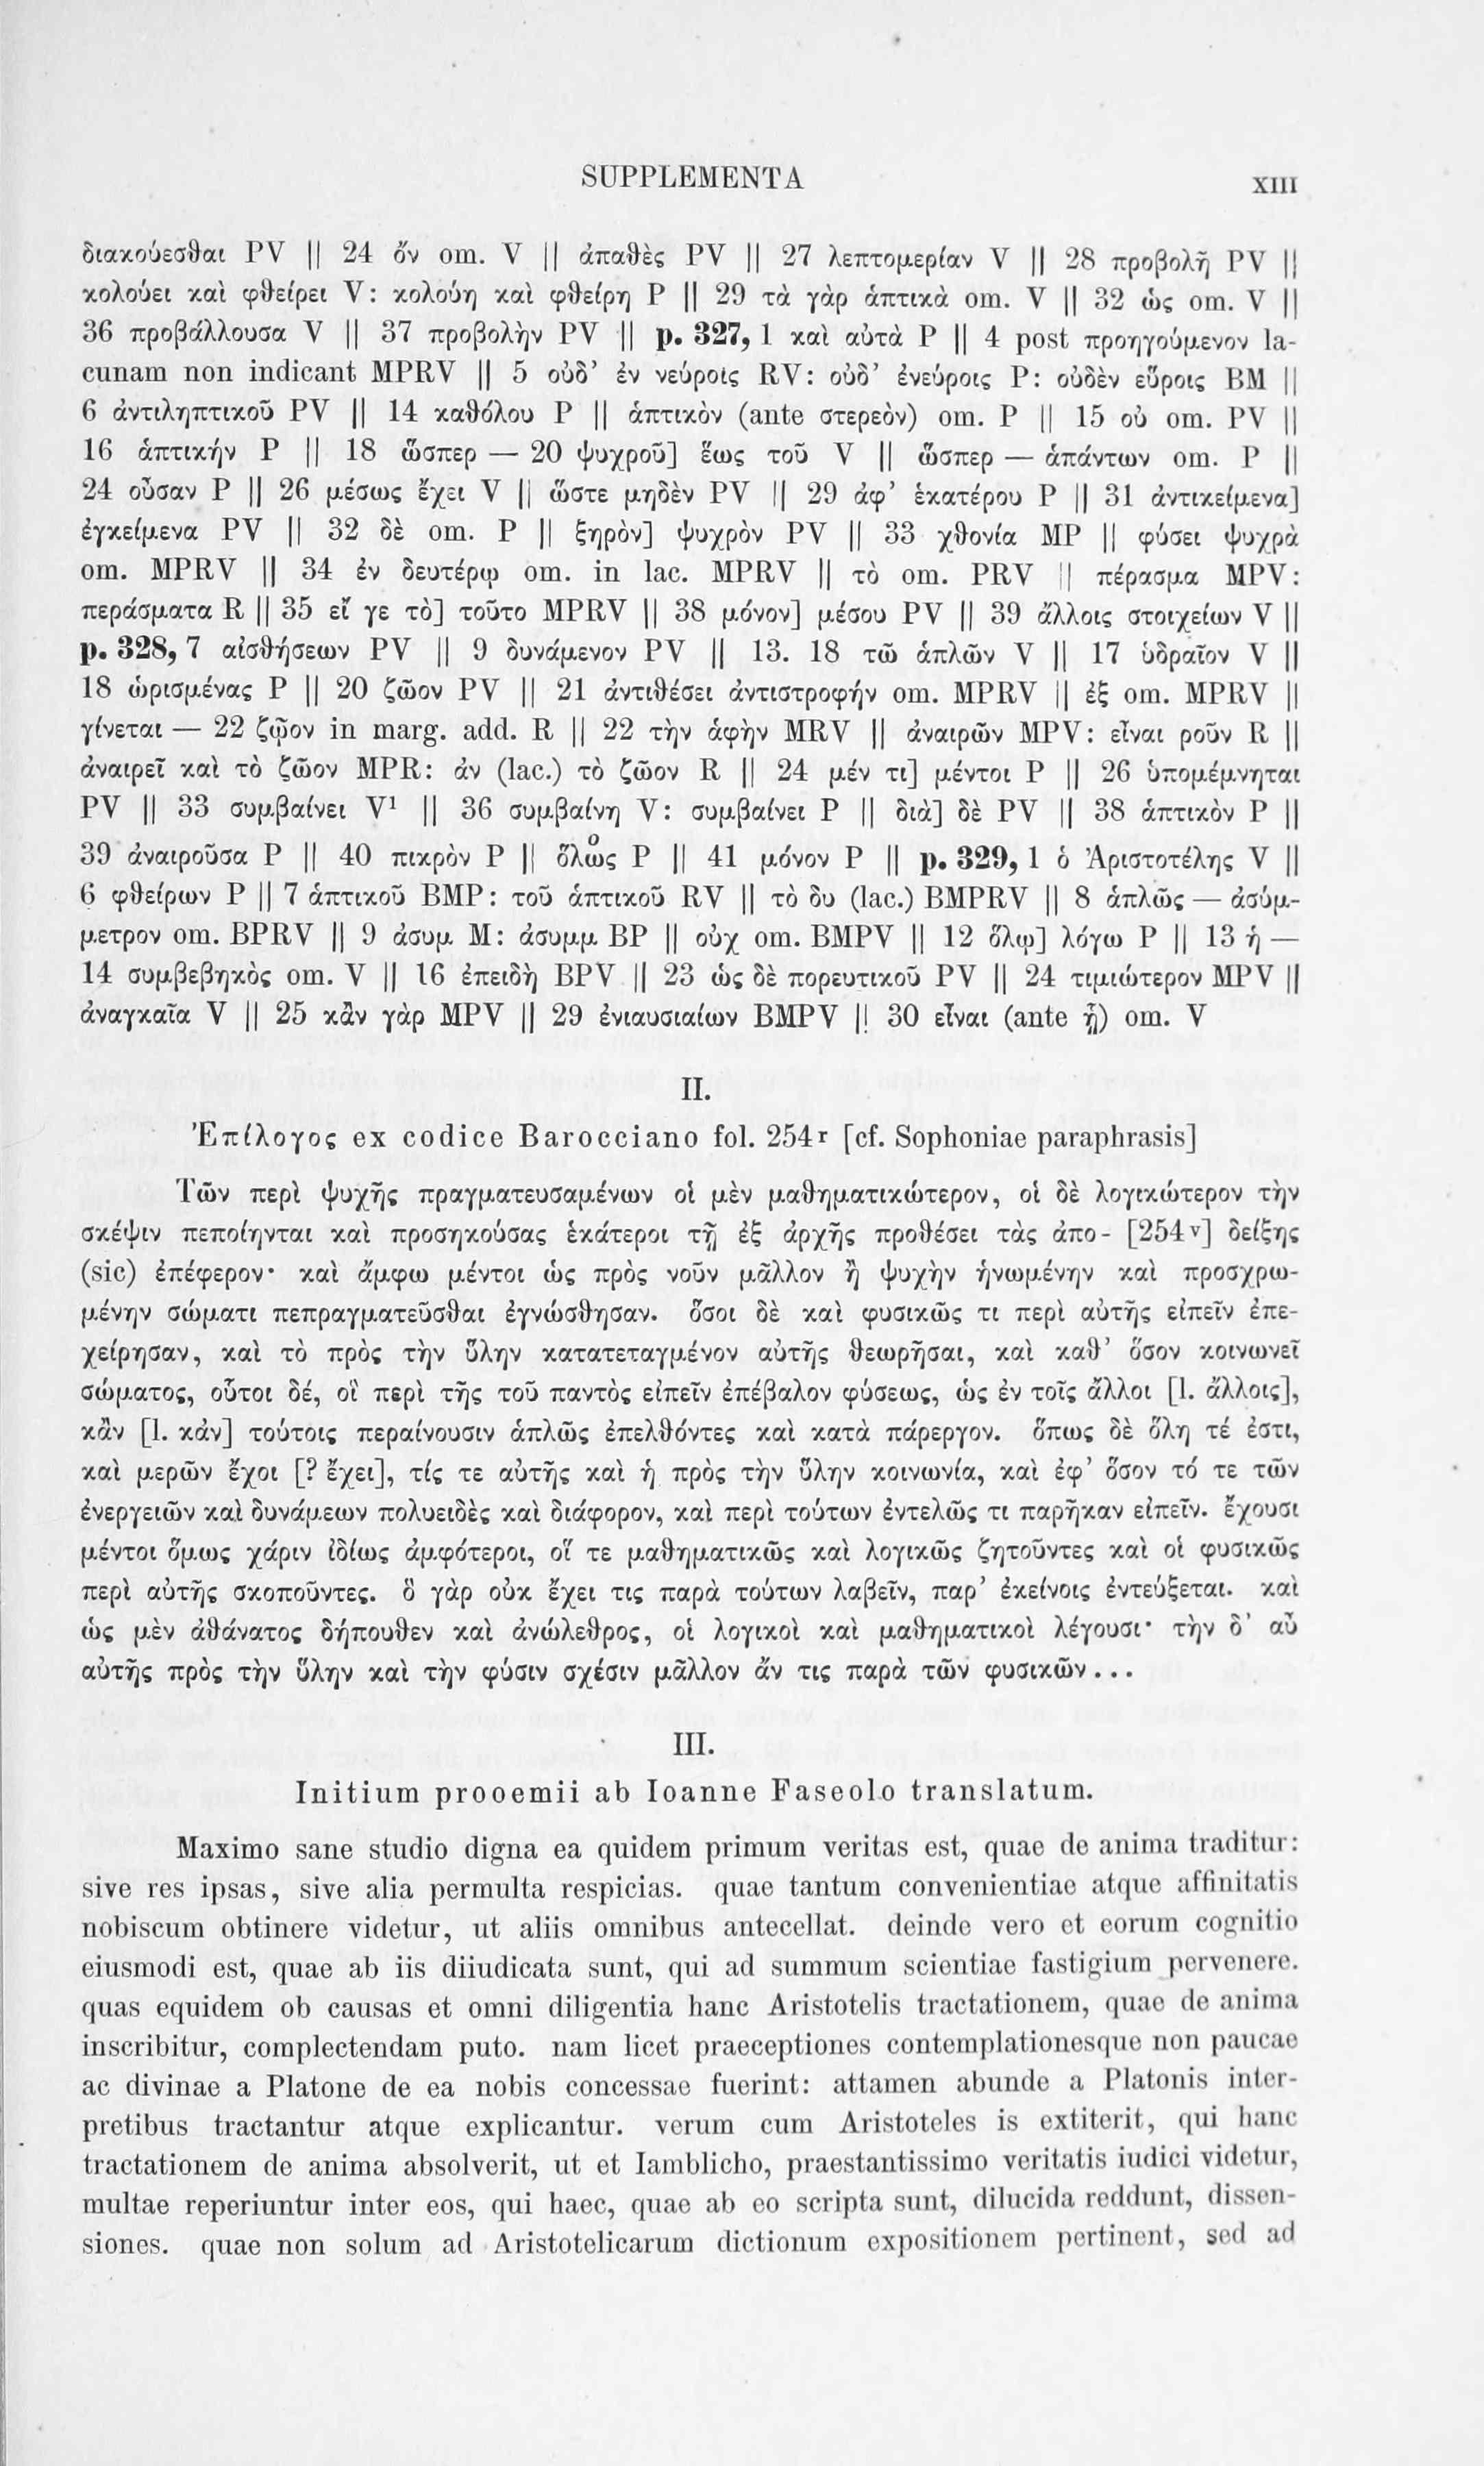 SUPPLEMENTA XIII
διακούεσθαι PV || 24 ὄν om. V || ἀπαθὲς PV || 27 λεπτομερίαν V || 28 προβολῆ PV ||
κολούει καὶ φθείρει V: κολούη καὶ φθείρη P || 29 τὰ γὰρ ἁπτικὰ om. V || 32 ὡς om. V ||
36 προβάλλουσα V || 37 προβολὴν PV || p. 327, 1 καὶ αὐτὰ P || 4 post προηγούμενον la-
cunam non indicant MPRV || 5 οὐδ’ ἐν νεύροις RV: οὐδ’ ἐνεύροις P: οὐδὲν εὕροις BM ||
6 ἀντιληπτικοῦ PV || 14 καθόλου P || ἁπτικὸν (ante στερεὸν) om. P || 15 οὐ om. PV ||
16 ἁπτικήν P || 18 ὥσπερ — 20 ψυχροῦ] ἕως τοῦ V || ὥσπερ — ἁπάντων om. P ||
24 οὖσαν P || 26 μέσως ἔχει V || ὥστε μηδὲν PV || 29 ἀφ’ ἑκατέρου P || 31 ἀντικείμενα]
ἐγκείμενα PV || 32 δὲ om. P || ξηρὸν] ψυχρὸν PV || 33 χθονία MP || φύσει ψυχρὰ
om. MPRV || 34 ἐν δευτέρῳ om. in lac. MPRV || τὸ om. PRV || πέρασμα MPV:
περάσματα R || 35 εἴ γε τὸ] τοῦτο MPRV || 38 μόνον] μέσου PV || 39 ἄλλοις στοιχείων V ||
p. 328, 7 αἰσθήσεων PV || 9 δυνάμενον PV || 13. 18 τῶ ἁπλῶν V || 17 ὑδραῖον V ||
18 ὡρισμένας P || 20 ζῶον PV || 21 ἀντιθέσει ἀντιστροφήν om. MPRV || ἐξ om. MPRV ||
γίνεται — 22 ζῷον in marg. add. R || 22 τὴν ἁφὴν MRV || ἀναιρῶν MPV: εἶναι ροῦν R ||
ἀναιρεῖ καὶ τὸ ζῶον MPR: ἀν (lac.) τὸ ζῶον R || 24 μέν τι] μέντοι P || 26 ὑπομέμνηται
PV || 33 συμβαίνει V¹ || 36 συμβαίνη V: συμβαίνει P || διὰ] δὲ PV || 38 ἁπτικὸν P ||
39 ἀναιροῦσα P || 40 πικρὸν P || ὅλως P || 41 μόνον P || p. 329, 1 ὁ Ἀριστοτέλης V ||
6 φθείρων P || 7 ἁπτικοῦ BMP: τοῦ ἁπτικοῦ RV || τὸ δυ (lac.) BMPRV || 8 ἁπλῶς — ἀσύμ-
μετρον om. BPRV || 9 ἀσυμ M: ἀσυμμ BP || οὐχ om. BMPV || 12 ὅλῳ] λόγω P || 13 ἡ —
14 συμβεβηκὸς om. V || 16 ἐπειδὴ BPV || 23 ὡς δὲ πορευτικοῦ PV || 24 τιμιώτερον MPV ||
ἀναγκαῖα V || 25 κἂν γὰρ MPV || 29 ἐνιαυσιαίων BMPV || 30 εἶναι (ante ᾗ) om. V
II.
Ἐπίλογος ex codice Barocciano fol. 254r [cf. Sophoniae paraphrasis]
Τῶν περὶ ψυχῆς πραγματευσαμένων οἱ μὲν μαθηματικώτερον, οἱ δὲ λογικώτερον τὴν
σκέψιν πεποίηνται καὶ προσηκούσας ἑκάτεροι τῇ ἐξ ἀρχῆς προθέσει τὰς ἀπο- [254v] δείξης
(sic) ἐπέφερον· καὶ ἄμφω μέντοι ὡς πρὸς νοῦν μᾶλλον ἢ ψυχὴν ἡνωμένην καὶ προσχρω-
μένην σώματι πεπραγματεῦσθαι ἐγνώσθησαν. ὅσοι δὲ καὶ φυσικῶς τι περὶ αὐτῆς εἰπεῖν ἐπε-
χείρησαν, καὶ τὸ πρὸς τὴν ὕλην κατατεταγμένον αὐτῆς θεωρῆσαι, καὶ καθ’ ὅσον κοινωνεῖ
σώματος, οὗτοι δέ, οἳ περὶ τῆς τοῦ παντὸς εἰπεῖν ἐπέβαλον φύσεως, ὡς ἐν τοῖς ἄλλοι [l. ἄλλοις],
κἂν [l. κἀν] τούτοις περαίνουσιν ἁπλῶς ἐπελθόντες καὶ κατὰ πάρεργον. ὅπως δὲ ὅλη τέ ἐστι,
καὶ μερῶν ἔχοι [? ἔχει], τίς τε αὐτῆς καὶ ἡ πρὸς τὴν ὕλην κοινωνία, καὶ ἐφ’ ὅσον τό τε τῶν
ἐνεργειῶν καὶ δυνάμεων πολυειδὲς καὶ διάφορον, καὶ περὶ τούτων ἐντελῶς τι παρῆκαν εἰπεῖν. ἔχουσι
μέντοι ὅμως χάριν ἰδίως ἀμφότεροι, οἵ τε μαθηματικῶς καὶ λογικῶς ζητοῦντες καὶ οἱ φυσικῶς
περὶ αὐτῆς σκοποῦντες. ὃ γὰρ οὐκ ἔχει τις παρὰ τούτων λαβεῖν, παρ’ ἐκείνοις ἐντεύξεται. καὶ
ὡς μὲν ἀθάνατος δήπουθεν καὶ ἀνώλεθρος, οἱ λογικοὶ καὶ μαθηματικοὶ λέγουσι· τὴν δ’ αὖ
αὐτῆς πρὸς τὴν ὕλην καὶ τὴν φύσιν σχέσιν μᾶλλον ἄν τις παρὰ τῶν φυσικῶν...
III.
Initium prooemii ab Ioanne Faseolo translatum.
Maximo sane studio digna ea quidem primum veritas est, quae de anima traditur:
sive res ipsas, sive alia permulta respicias. quae tantum convenientiae atque affinitatis
nobiscum obtinere videtur, ut aliis omnibus antecellat. deinde vero et eorum cognitio
eiusmodi est, quae ab iis diiudicata sunt, qui ad summum scientiae fastigium pervenere.
quas equidem ob causas et omni diligentia hanc Aristotelis tractationem, quae de anima
inscribitur, complectendam puto. nam licet praeceptiones contemplationesque non paucae
ac divinae a Platone de ea nobis concessae fuerint: attamen abunde a Platonis inter-
pretibus tractantur atque explicantur. verum cum Aristoteles is extiterit, qui hanc
tractationem de anima absolverit, ut et Iamblicho, praestantissimo veritatis iudici videtur,
multae reperiuntur inter eos, qui haec, quae ab eo scripta sunt, dilucida reddunt, dissen-
siones. quae non solum ad Aristotelicarum dictionum expositionem pertinent, sed ad